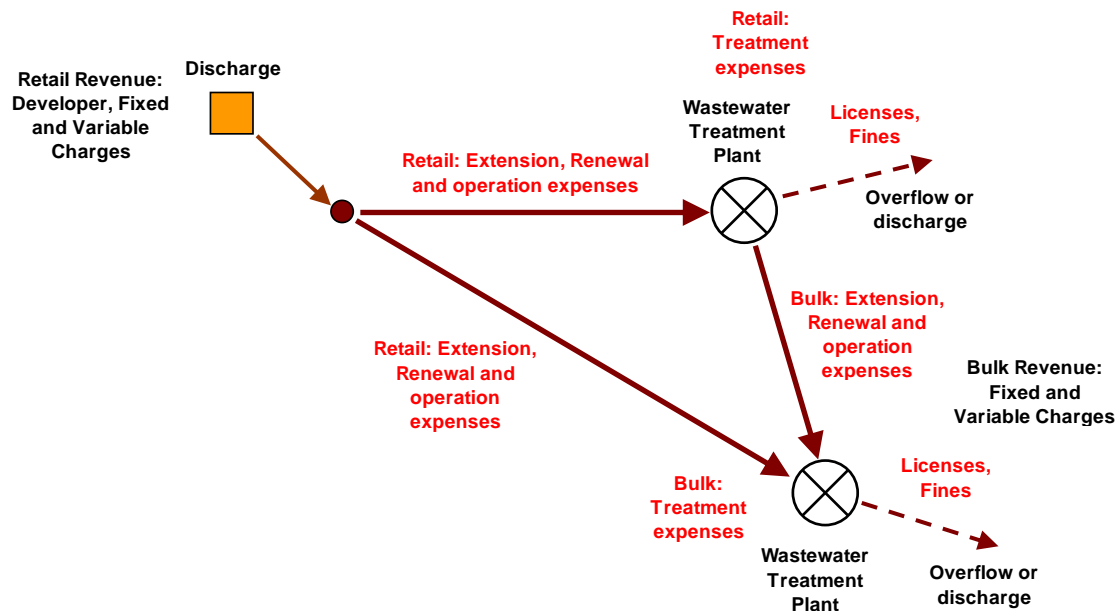 Retail:
Treatment
expenses
Discharge
Retail Revenue:
Developer, Fixed
and Variable
Charges
Wastewater
Treatment
Plant
Licenses,
Fines
Retail: Extension, Renewal
and operation expenses
Overflow or
discharge
Bulk: Extension,
Renewal and
operation
expenses
Retail: Extension,
Renewal and
operation
expenses
Bulk Revenue:
Fixed and
Variable Charges
Bulk:
Treatment
expenses
Licenses,
Fines
Wastewater
Treatment
Plant
Overflow or
discharge